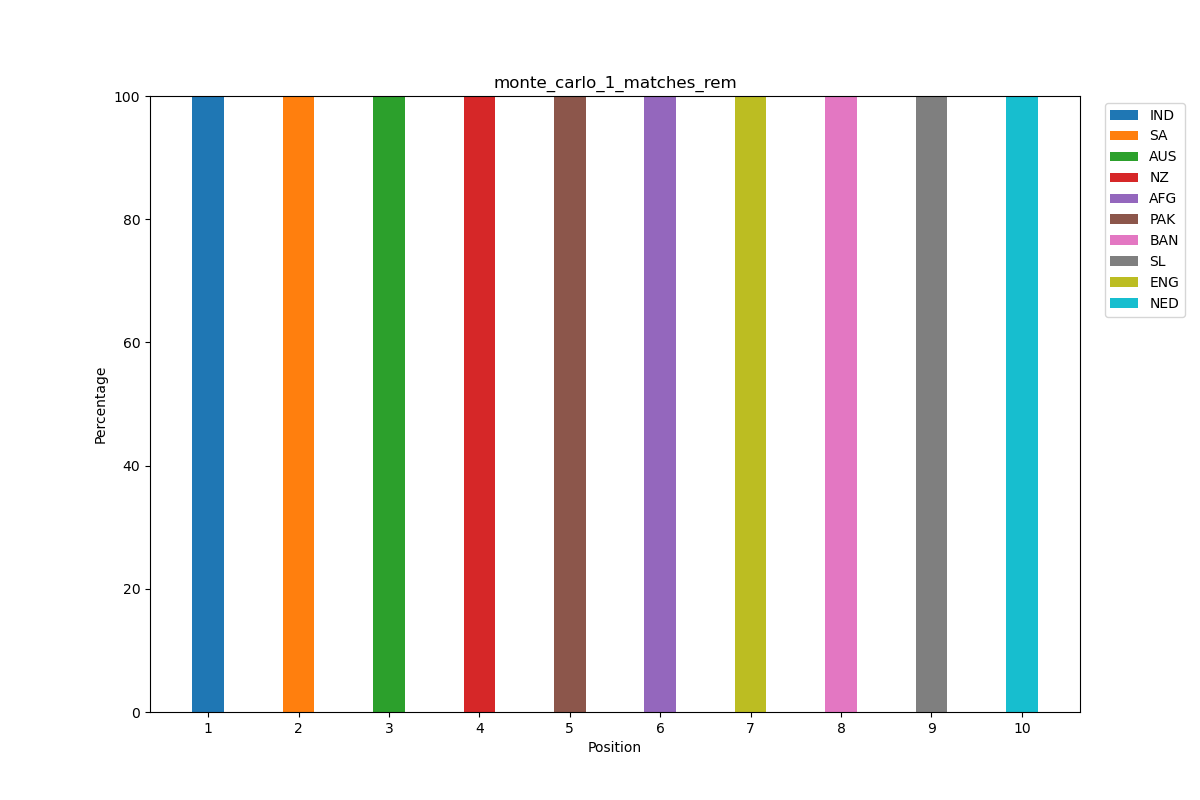 monte_carlo_1_matches_rem
100
80
60
40
20
0
Percentage
1 2 3 4 5 6 7 8 9 10
Position
IND
SA
AUS
NZ
AFG
PAK
BAN
SL
ENG
NED